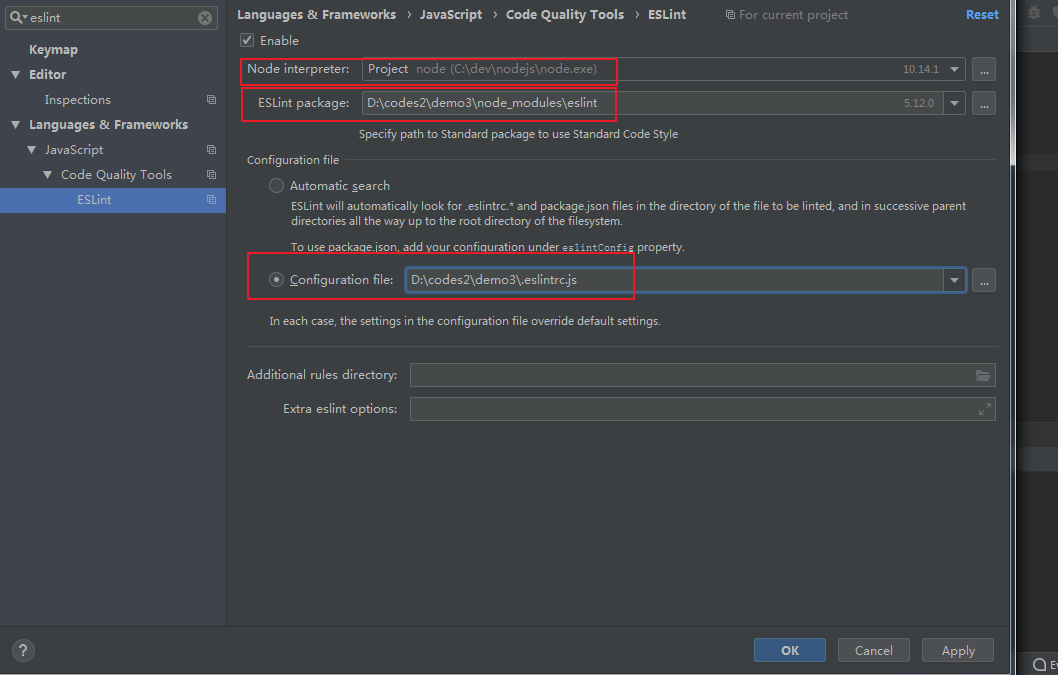 eslint
Keymap
Editor
Inspections
Languages & Frameworks
JavaScript
Code Quality Tools
ESLint
Languages & Frameworks › JavaScript › Code Quality Tools › ESLint For current project Reset
Enable
Node interpreter: Project node (C:\dev\nodejs\node.exe) 10.14.1 ...
ESLint package: D:\codes2\demo3\node_modules\eslint 5.12.0 ...
Specify path to Standard package to use Standard Code Style
Configuration file
Automatic search
ESLint will automatically look for .eslintrc.* and package.json files in the directory of the file to be linted, and in successive parent
directories all the way up to the root directory of the filesystem.
To use package.json, add your configuration under eslintConfig property.
Configuration file: D:\codes2\demo3\.eslintrc.js ...
In each case, the settings in the configuration file override default settings.
Additional rules directory:
Extra eslint options:
? OK Cancel Apply